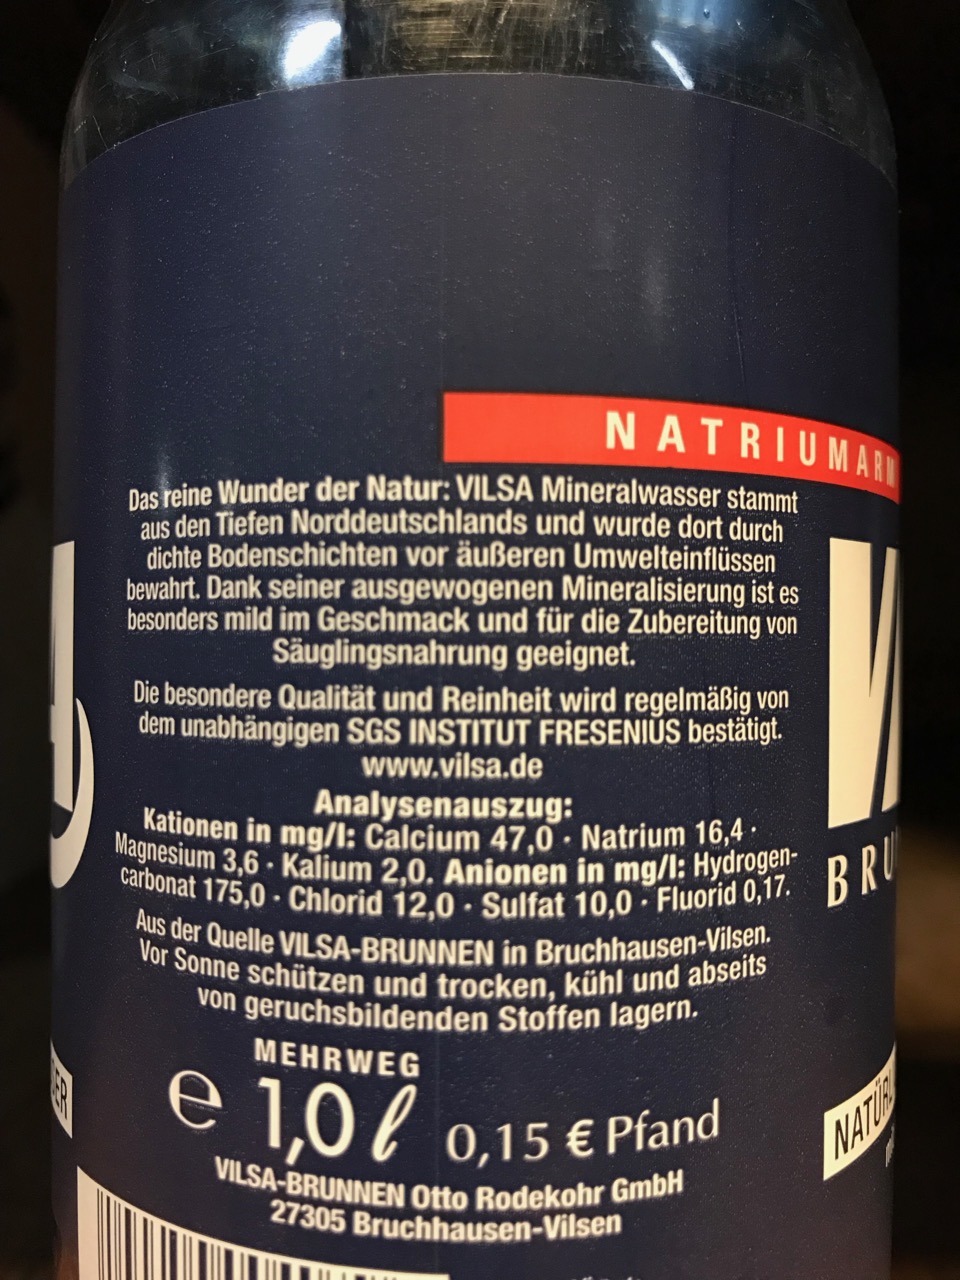 NATRIUMARM
Das reine Wunder der Natur: VILSA Mineralwasser stammt
aus den Tiefen Norddeutschlands und wurde dort durch
dichte Bodenschichten vor äußeren Umwelteinflüssen
bewahrt. Dank seiner ausgewogenen Mineralisierung ist es
besonders mild im Geschmack und für die Zubereitung von
Säuglingsnahrung geeignet.
Die besondere Qualität und Reinheit wird regelmäßig von
dem unabhängigen SGS INSTITUT FRESENIUS bestätigt.
www.vilsa.de
Analysenauszug:
Kationen in mg/l: Calcium 47,0 · Natrium 16,4 ·
Magnesium 3,6 · Kalium 2,0. Anionen in mg/l: Hydrogen-
carbonat 175,0 · Chlorid 12,0 · Sulfat 10,0 · Fluorid 0,17.
Aus der Quelle VILSA-BRUNNEN in Bruchhausen-Vilsen.
Vor Sonne schützen und trocken, kühl und abseits
von geruchsbildenden Stoffen lagern.
MEHRWEG
e 1,0 ℓ 0,15 € Pfand
VILSA-BRUNNEN Otto Rodekohr GmbH
27305 Bruchhausen-Vilsen